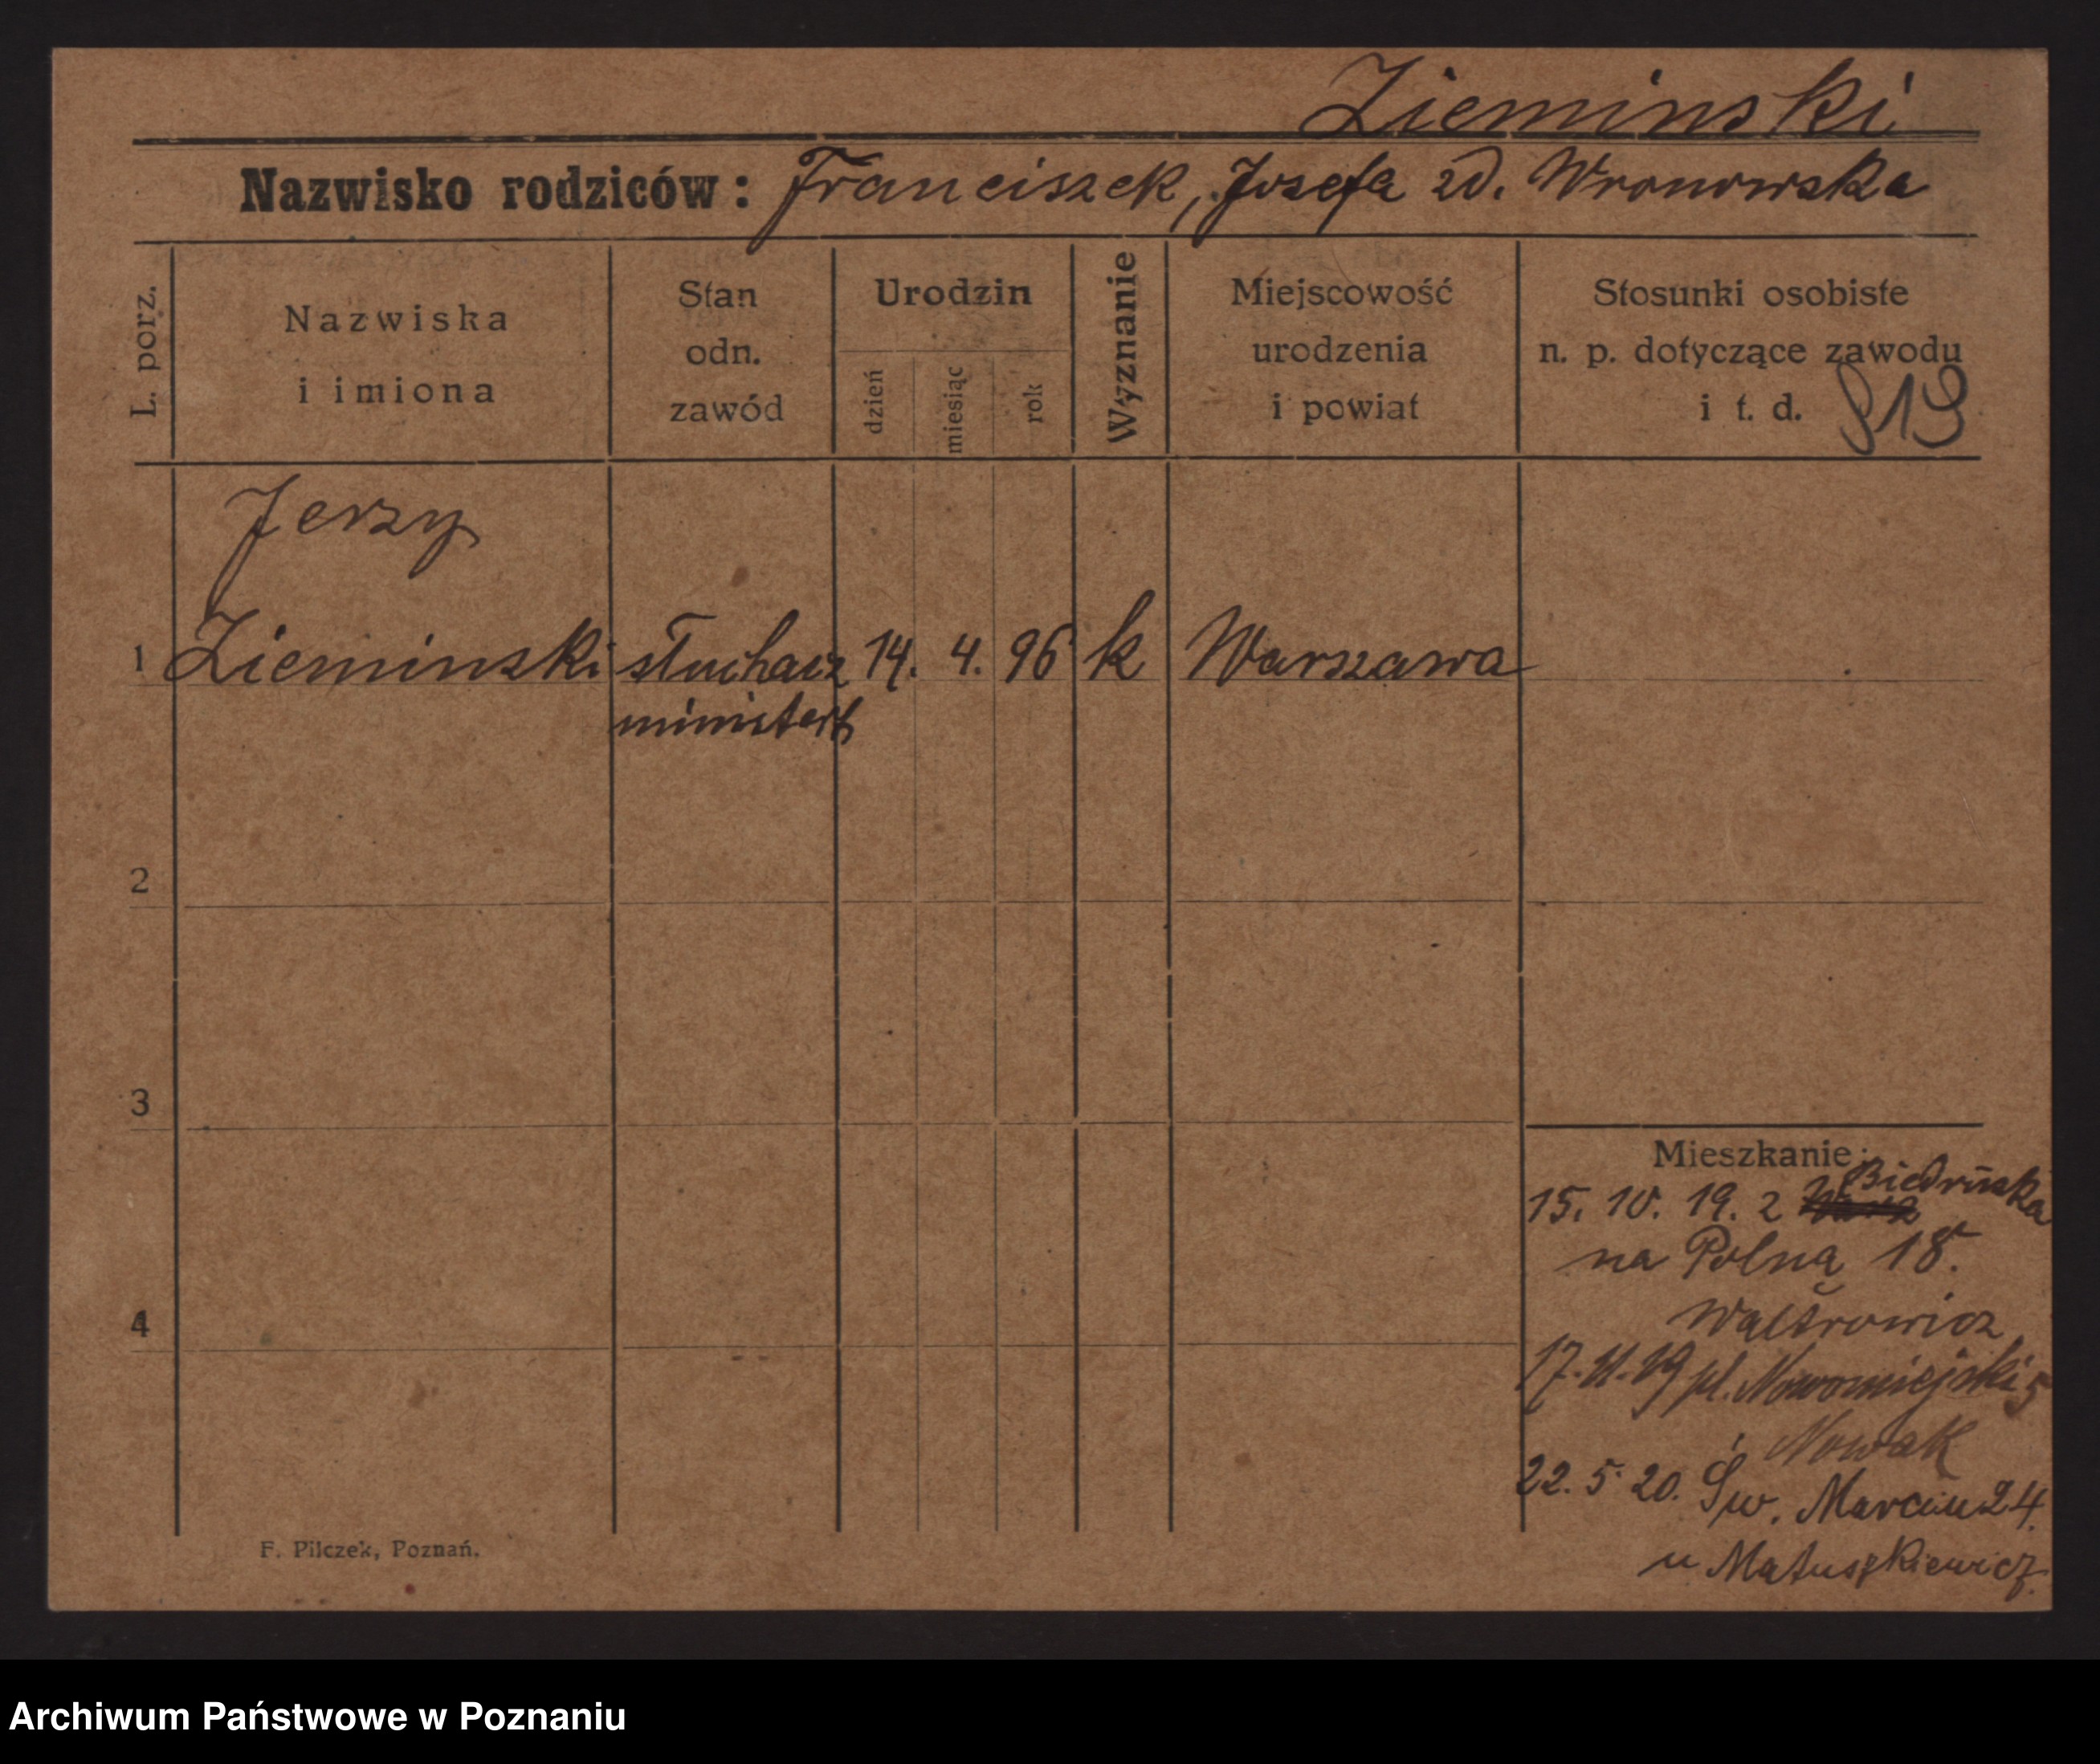 Zieminski
Nazwisko rodziców: Franciszek, Jozefa zd. Wronowska
L. porz.
Nazwiska
i imiona
Stan
odn.
zawód
Urodzin
dzień
miesiąc
rok
Wyznanie
Miejscowość
urodzenia
i powiat
Stosunki osobiste
n. p. dotyczące zawodu
i t. d.
819
Jerzy
1 Zieminski słuchacz 14. 4. 96 k Warszawa
2
3
4
Mieszkanie:
Biedruska
15. 10. 19. z
na Polną 18.
17.11.19 pl. Nowomiejski 5
Nowak
22. 5. 20. Św. Marcin 24.
u Matuszkiewicz.
F. Pilczek, Poznań.
Archiwum Państwowe w Poznaniu